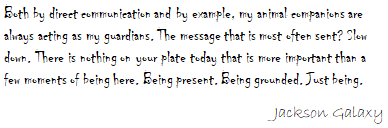 Both by direct communication and by example, my animal companions are
always acting as my guardians. The message that is most often sent? Slow
down. There is nothing on your plate today that is more important than a
few moments of being here. Being present. Being grounded. Just being.
Jackson Galaxy